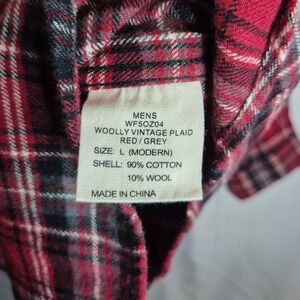 MENS
WF5OZ04
WOOLLY VINTAGE PLAID
RED / GREY
SIZE: L (MODERN)
SHELL: 90% COTTON
10% WOOL
MADE IN CHINA